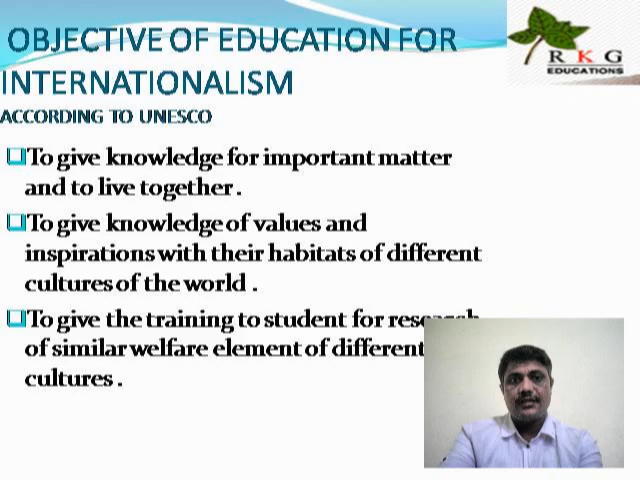 OBJECTIVE OF EDUCATION FOR
INTERNATIONALISM
ACCORDING TO UNESCO
R K G
EDUCATIONS
To give knowledge for important matter
and to live together .
To give knowledge of values and
inspirations with their habitats of different
cultures of the world .
To give the training to student for research
of similar welfare element of different
cultures .